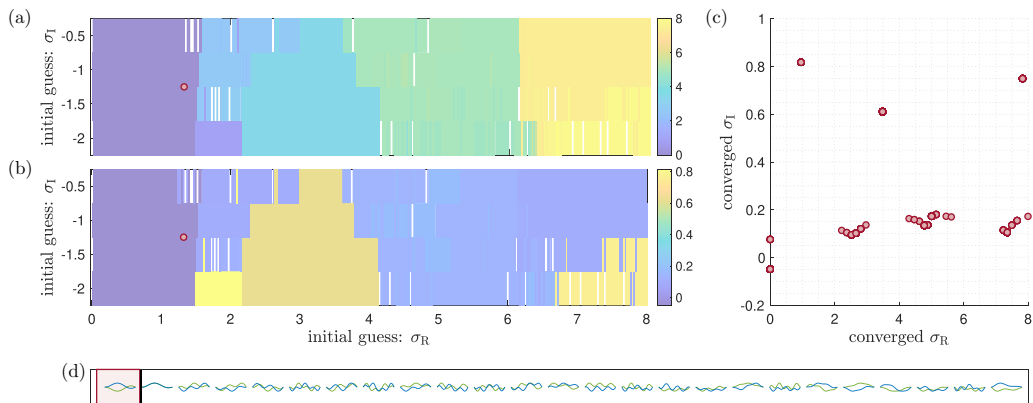 (a)
initial guess: σI
-0.5
-1
-1.5
-2
8
6
4
2
0
(b)
initial guess: σI
-0.5
-1
-1.5
-2
0.8
0.6
0.4
0.2
0
0 1 2 3 4 5 6 7 8
initial guess: σR
(c)
converged σI
1
0.8
0.6
0.4
0.2
0
-0.2
0 2 4 6 8
converged σR
(d)